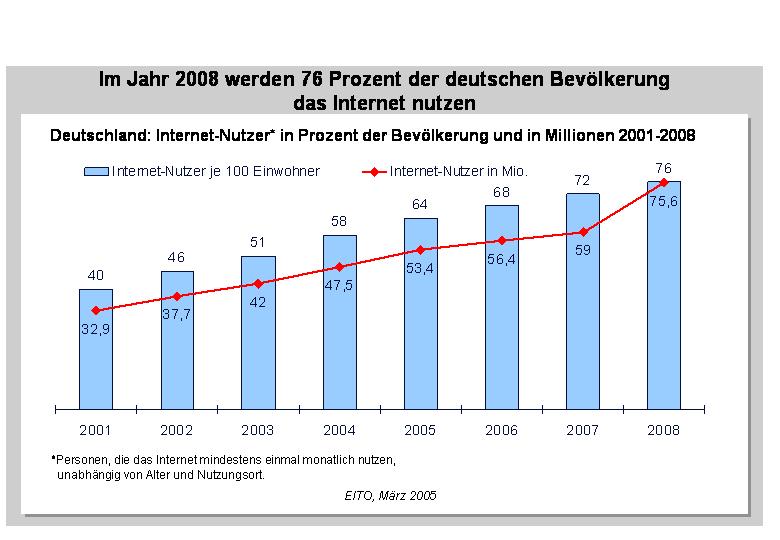 Im Jahr 2008 werden 76 Prozent der deutschen Bevölkerung
das Internet nutzen
Deutschland: Internet-Nutzer* in Prozent der Bevölkerung und in Millionen 2001-2008
Internet-Nutzer je 100 Einwohner
Internet-Nutzer in Mio.
40
46
51
58
64
68
72
76
32,9
37,7
42
47,5
53,4
56,4
59
75,6
2001 2002 2003 2004 2005 2006 2007 2008
*Personen, die das Internet mindestens einmal monatlich nutzen,
unabhängig von Alter und Nutzungsort.
EITO, März 2005